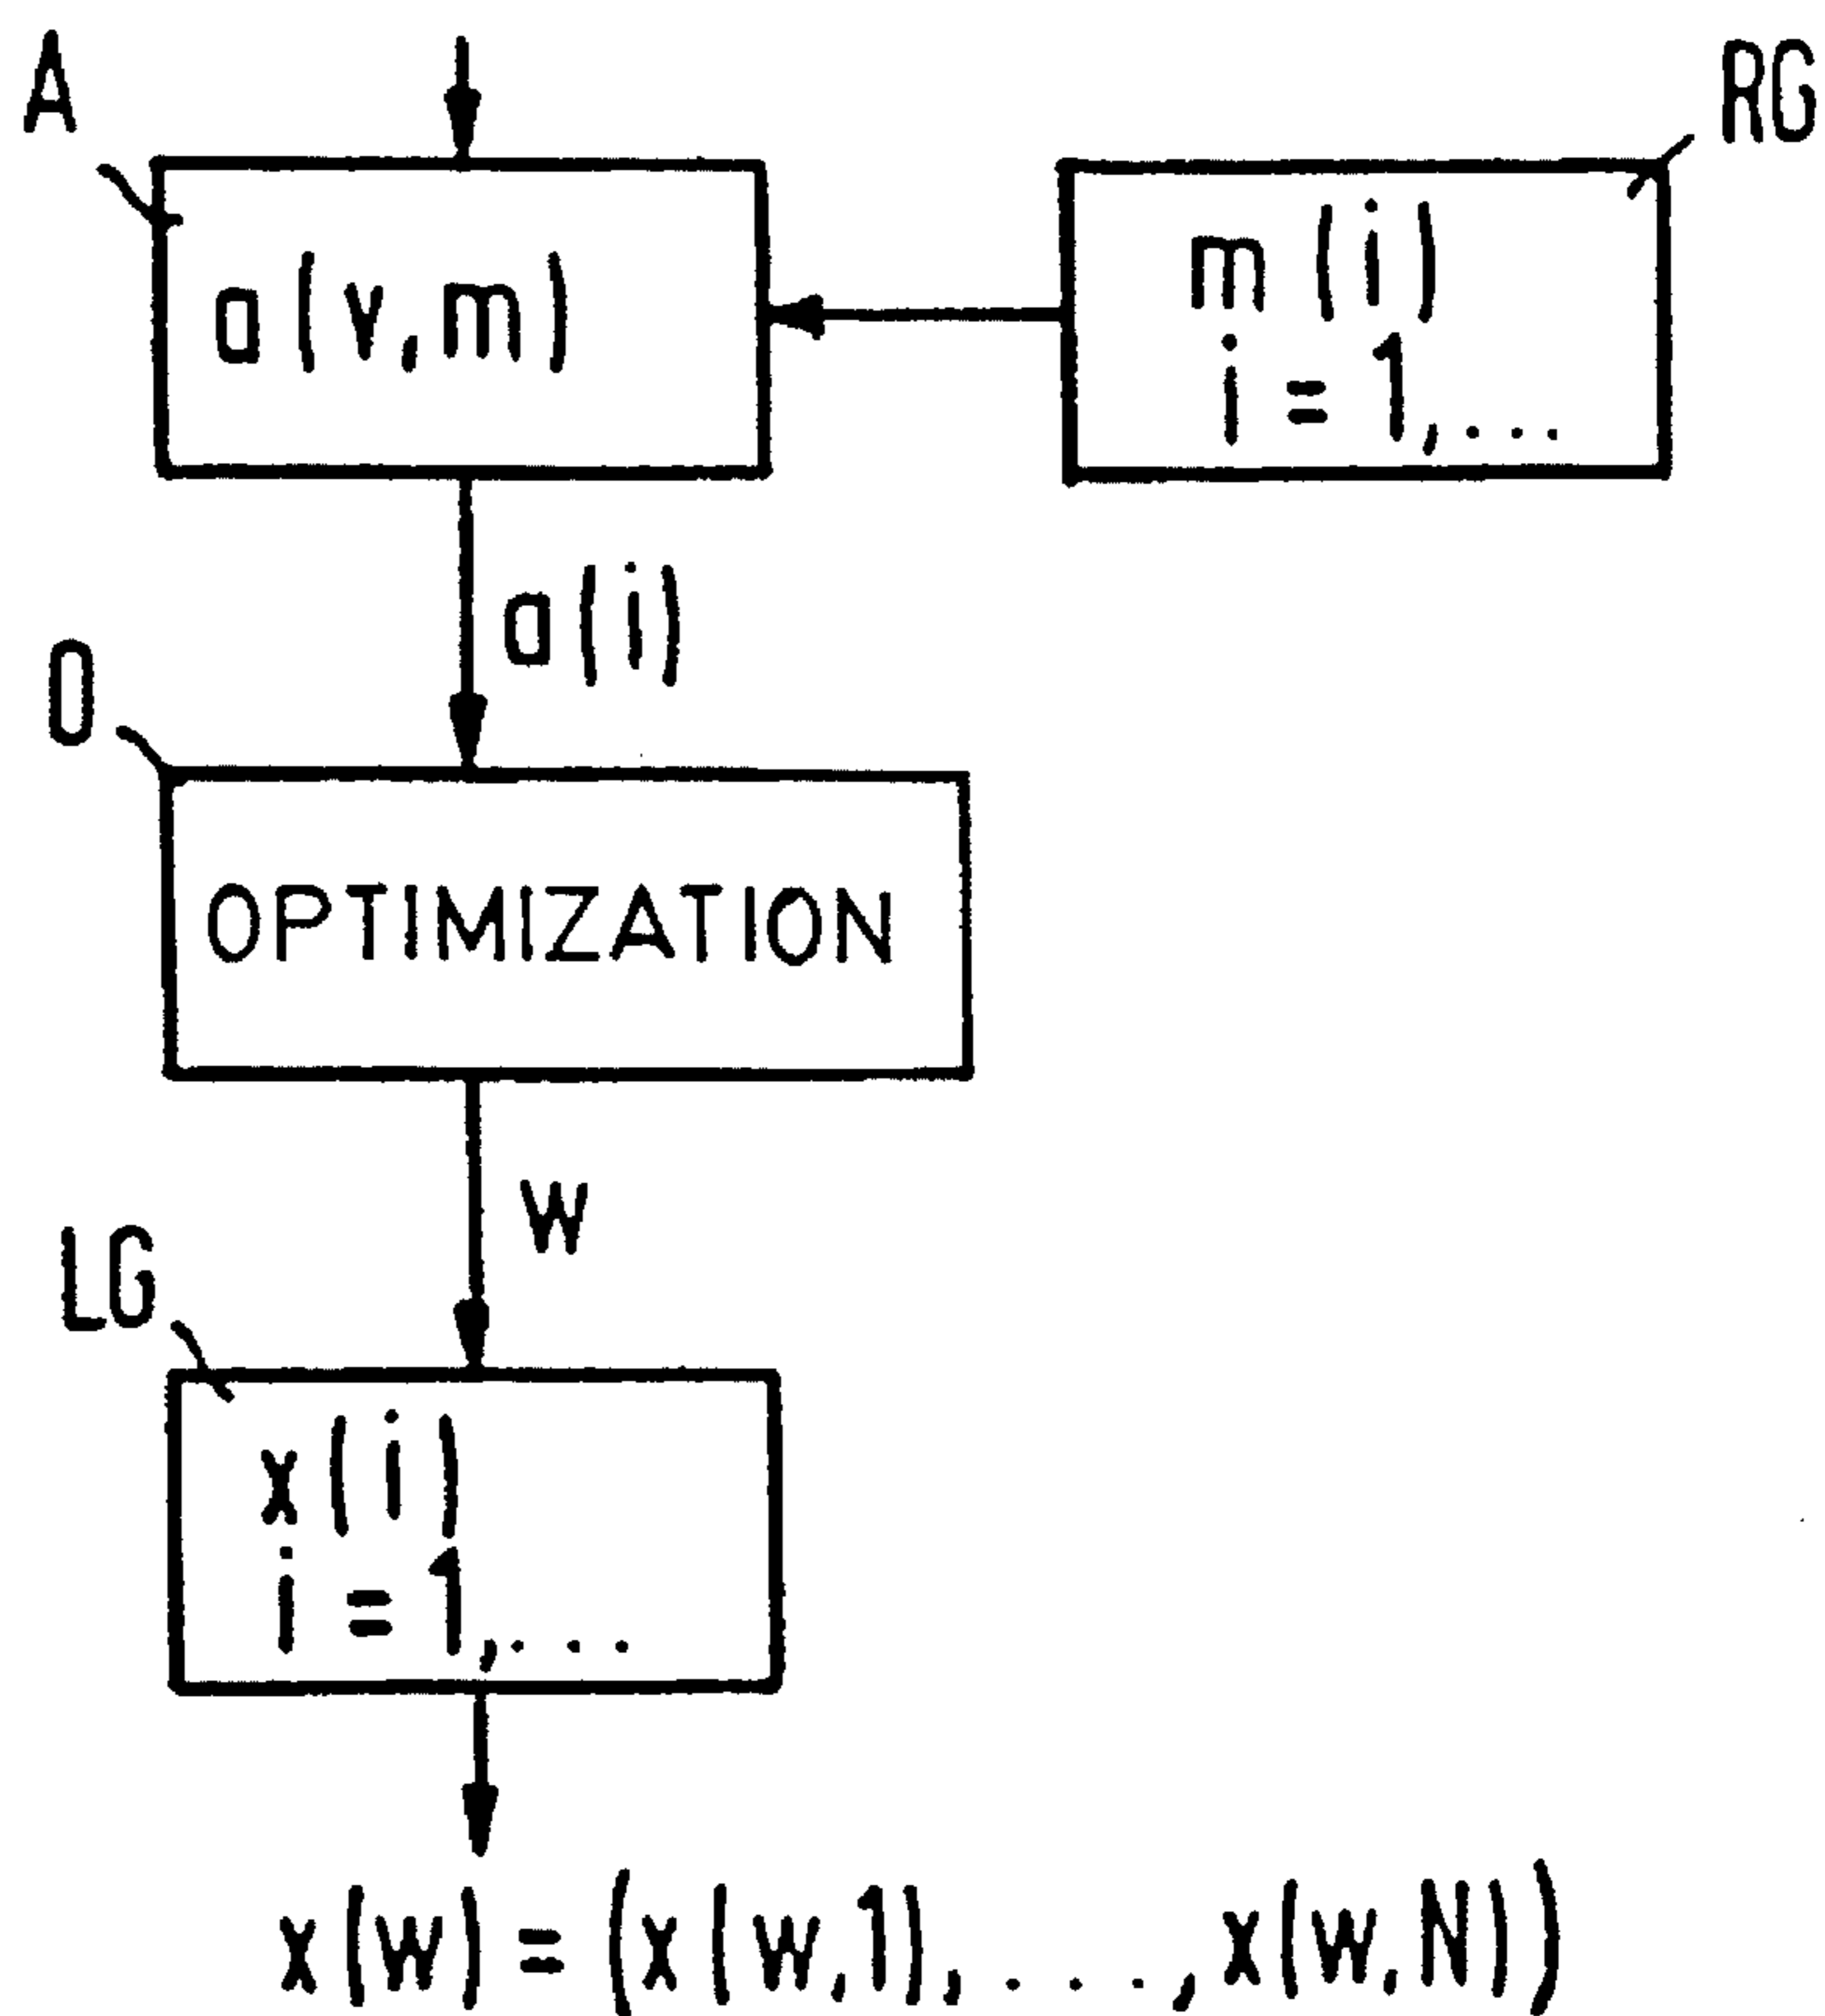 A
RG
a(v,m)
m(i)
i = 1,...
a(i)
O
OPTIMIZATION
w
LG
x(i)
i = 1,...
x(w) = (x(w,1), . . . ,x(w,N))